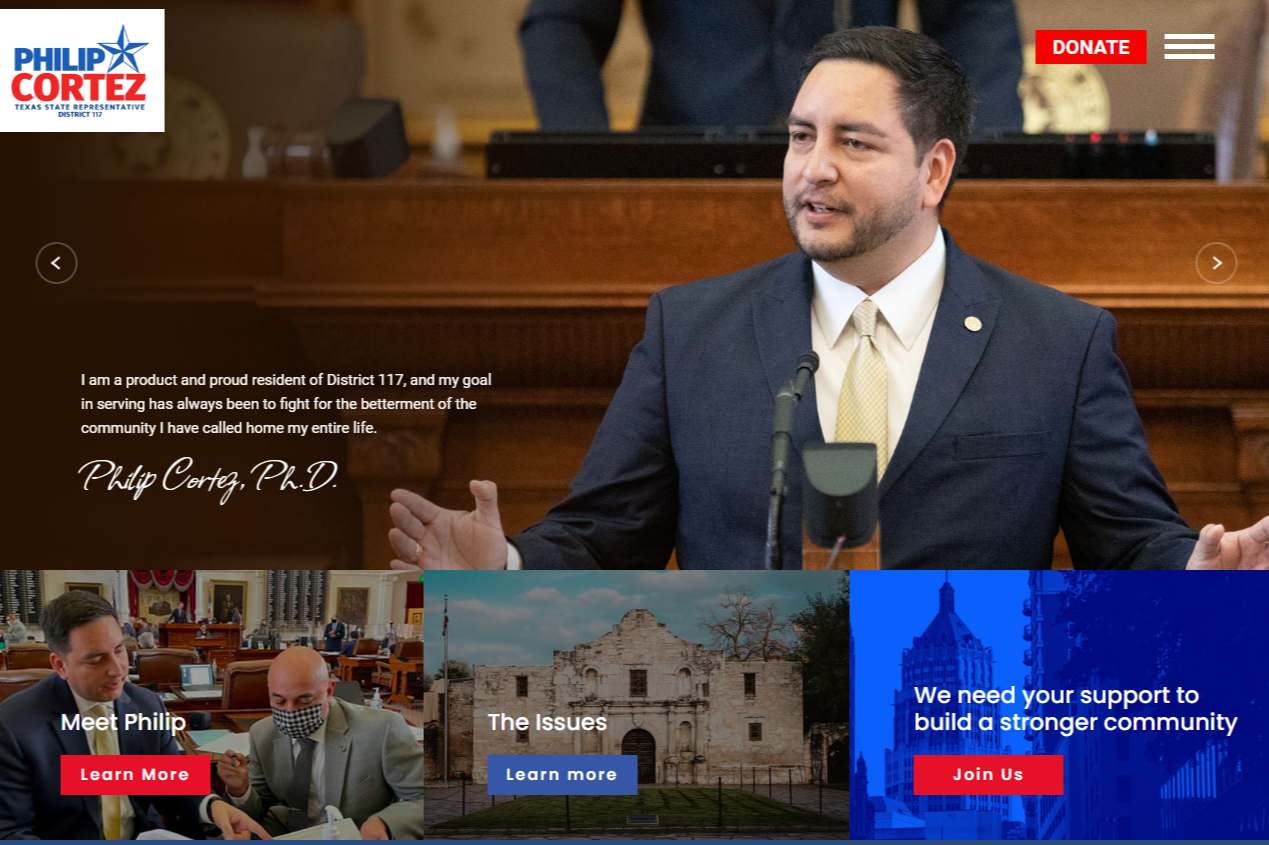 PHILIP
CORTEZ
TEXAS STATE REPRESENTATIVE
DISTRICT 117
DONATE
I am a product and proud resident of District 117, and my goal
in serving has always been to fight for the betterment of the
community I have called home my entire life.
Philip Cortez, Ph.D.
Meet Philip
Learn More
The Issues
Learn more
We need your support to
build a stronger community
Join Us